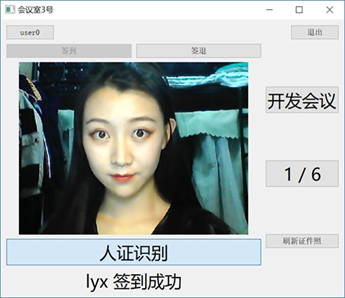 会议室3号
user0
退出
签到
签退
开发会议
1 / 6
刷新证件照
人证识别
lyx 签到成功